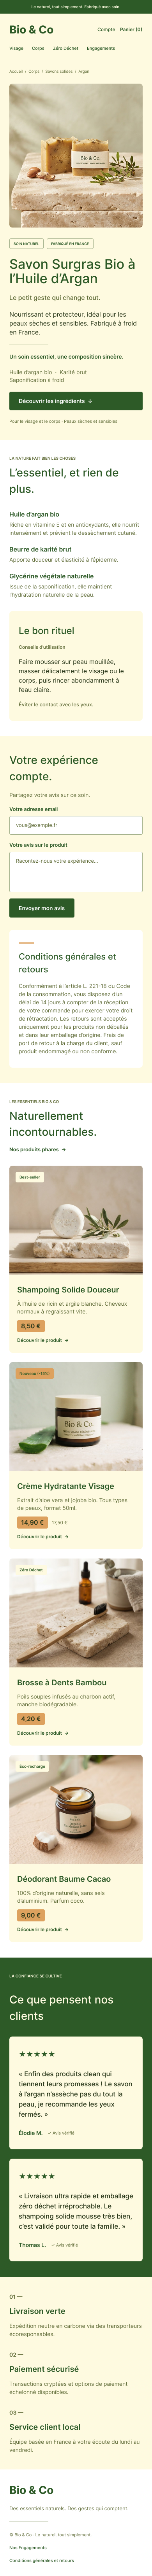 Le naturel, tout simplement. Fabriqué avec soin.
Bio & Co
Compte Panier (0)
Visage Corps Zéro Déchet Engagements
Accueil / Corps / Savons solides / Argan
Bio & Co.
SOIN NATUREL FABRIQUÉ EN FRANCE
Savon Surgras Bio à
l’Huile d’Argan
Le petit geste qui change tout.
Nourrissant et protecteur, idéal pour les
peaux sèches et sensibles. Fabriqué à froid
en France.
Un soin essentiel, une composition sincère.
Huile d’argan bio · Karité brut
Saponification à froid
Découvrir les ingrédients ↓
Pour le visage et le corps · Peaux sèches et sensibles
LA NATURE FAIT BIEN LES CHOSES
L’essentiel, et rien de
plus.
Huile d’argan bio
Riche en vitamine E et en antioxydants, elle nourrit
intensément et prévient le dessèchement cutané.
Beurre de karité brut
Apporte douceur et élasticité à l’épiderme.
Glycérine végétale naturelle
Issue de la saponification, elle maintient
l’hydratation naturelle de la peau.
Le bon rituel
Conseils d’utilisation
Faire mousser sur peau mouillée,
masser délicatement le visage ou le
corps, puis rincer abondamment à
l’eau claire.
Éviter le contact avec les yeux.
Votre expérience
compte.
Partagez votre avis sur ce soin.
Votre adresse email
vous@exemple.fr
Votre avis sur le produit
Racontez-nous votre expérience...
Envoyer mon avis
Conditions générales et
retours
Conformément à l’article L. 221-18 du Code
de la consommation, vous disposez d’un
délai de 14 jours à compter de la réception
de votre commande pour exercer votre droit
de rétractation. Les retours sont acceptés
uniquement pour les produits non déballés
et dans leur emballage d’origine. Frais de
port de retour à la charge du client, sauf
produit endommagé ou non conforme.
LES ESSENTIELS BIO & CO
Naturellement
incontournables.
Nos produits phares →
Best-seller
Shampoing Solide Douceur
À l’huile de ricin et argile blanche. Cheveux
normaux à regraissant vite.
8,50 €
Découvrir le produit →
Bio & Co.
Crème Hydratante Visage
Extrait d’aloe vera et jojoba bio. Tous types
de peaux, format 50ml.
14,90 €
Découvrir le produit →
Zéro Déchet
Brosse à Dents Bambou
Poils souples infusés au charbon actif,
manche biodégradable.
4,20 €
Découvrir le produit →
Éco-recharge
Déodorant Baume Cacao
100% d’origine naturelle, sans sels
d’aluminium. Parfum coco.
9,00 €
Découvrir le produit →
LA CONFIANCE SE CULTIVE
Ce que pensent nos
clients
★★★★★
« Enfin des produits clean qui
tiennent leurs promesses ! Le savon
à l’argan n’assèche pas du tout la
peau, je recommande les yeux
fermés. »
Élodie M. ✓ Avis vérifié
★★★★★
« Livraison ultra rapide et emballage
zéro déchet irréprochable. Le
shampoing solide mousse très bien,
c’est validé pour toute la famille. »
Thomas L. ✓ Avis vérifié
01 —
Livraison verte
Expédition neutre en carbone via des transporteurs
écoresponsables.
02 —
Paiement sécurisé
Transactions cryptées et options de paiement
échelonné disponibles.
03 —
Service client local
Équipe basée en France à votre écoute du lundi au
vendredi.
Bio & Co
Des essentiels naturels. Des gestes qui comptent.
© Bio & Co · Le naturel, tout simplement.
Nos Engagements
Conditions générales et retours